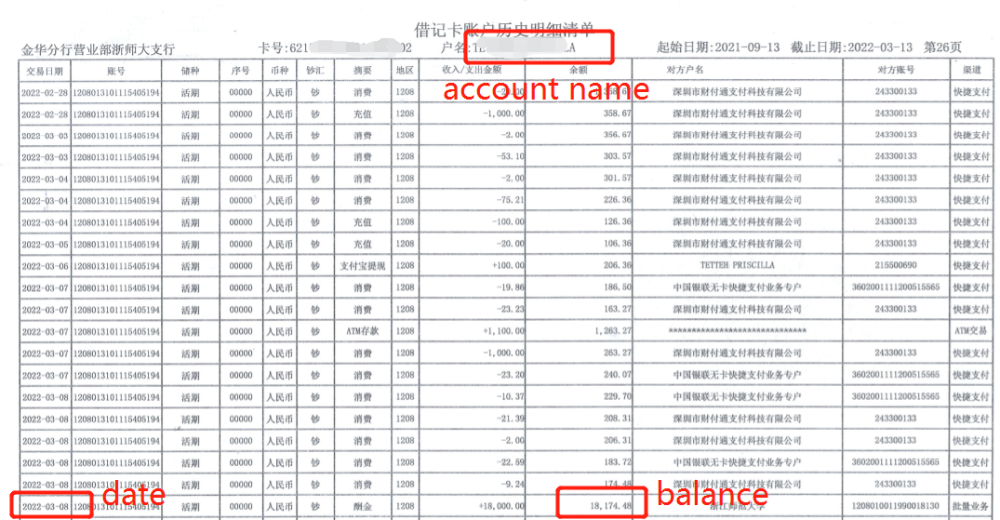 借记卡账户历史明细清单
金华分行营业部浙师大支行 卡号:621 02 户名:TE LA 起始日期:2021-09-13 截止日期:2022-03-13 第26页
交易日期 账号 储种 序号 币种 钞汇 摘要 地区 收入/支出金额 余额 对方户名 对方账号 渠道
account name
2022-02-28 1208013101115405194 活期 00000 人民币 钞 消费 1208 深圳市财付通支付科技有限公司 243300133 快捷支付
2022-02-28 1208013101115405194 活期 00000 人民币 钞 充值 1208 -1,000.00 358.67 深圳市财付通支付科技有限公司 243300133 快捷支付
2022-03-03 1208013101115405194 活期 00000 人民币 钞 消费 1208 -2.00 356.67 深圳市财付通支付科技有限公司 243300133 快捷支付
2022-03-03 1208013101115405194 活期 00000 人民币 钞 消费 1208 -53.10 303.57 深圳市财付通支付科技有限公司 243300133 快捷支付
2022-03-04 1208013101115405194 活期 00000 人民币 钞 消费 1208 -2.00 301.57 深圳市财付通支付科技有限公司 243300133 快捷支付
2022-03-04 1208013101115405194 活期 00000 人民币 钞 消费 1208 -75.21 226.36 深圳市财付通支付科技有限公司 243300133 快捷支付
2022-03-04 1208013101115405194 活期 00000 人民币 钞 充值 1208 -100.00 126.36 深圳市财付通支付科技有限公司 243300133 快捷支付
2022-03-05 1208013101115405194 活期 00000 人民币 钞 充值 1208 -20.00 106.36 深圳市财付通支付科技有限公司 243300133 快捷支付
2022-03-06 1208013101115405194 活期 00000 人民币 钞 支付宝提现 1208 +100.00 206.36 TETTEH PRISCILLA 215500690 快捷支付
2022-03-07 1208013101115405194 活期 00000 人民币 钞 消费 1208 -19.86 186.50 中国银联无卡快捷支付业务专户 3602001111200515565 快捷支付
2022-03-07 1208013101115405194 活期 00000 人民币 钞 消费 1208 -23.23 163.27 深圳市财付通支付科技有限公司 243300133 快捷支付
2022-03-07 1208013101115405194 活期 00000 人民币 钞 ATM存款 1208 +1,100.00 1,263.27 ****************************** ATM交易
2022-03-07 1208013101115405194 活期 00000 人民币 钞 消费 1208 -1,000.00 263.27 深圳市财付通支付科技有限公司 243300133 快捷支付
2022-03-07 1208013101115405194 活期 00000 人民币 钞 消费 1208 -23.20 240.07 中国银联无卡快捷支付业务专户 3602001111200515565 快捷支付
2022-03-08 1208013101115405194 活期 00000 人民币 钞 消费 1208 -10.37 229.70 中国银联无卡快捷支付业务专户 3602001111200515565 快捷支付
2022-03-08 1208013101115405194 活期 00000 人民币 钞 消费 1208 -21.39 208.31 深圳市财付通支付科技有限公司 243300133 快捷支付
2022-03-08 1208013101115405194 活期 00000 人民币 钞 消费 1208 -2.00 206.31 深圳市财付通支付科技有限公司 243300133 快捷支付
2022-03-08 1208013101115405194 活期 00000 人民币 钞 消费 1208 -22.59 183.72 中国银联无卡快捷支付业务专户 3602001111200515565 快捷支付
2022-03-08 1208013101115405194 活期 00000 人民币 钞 消费 1208 -9.24 174.48 深圳市财付通支付科技有限公司 243300133 快捷支付
date balance
2022-03-08 活期 00000 人民币 钞 酬金 1208 +18,000.00 18,174.48 浙江师范大学 1208010011990018130 批量业务